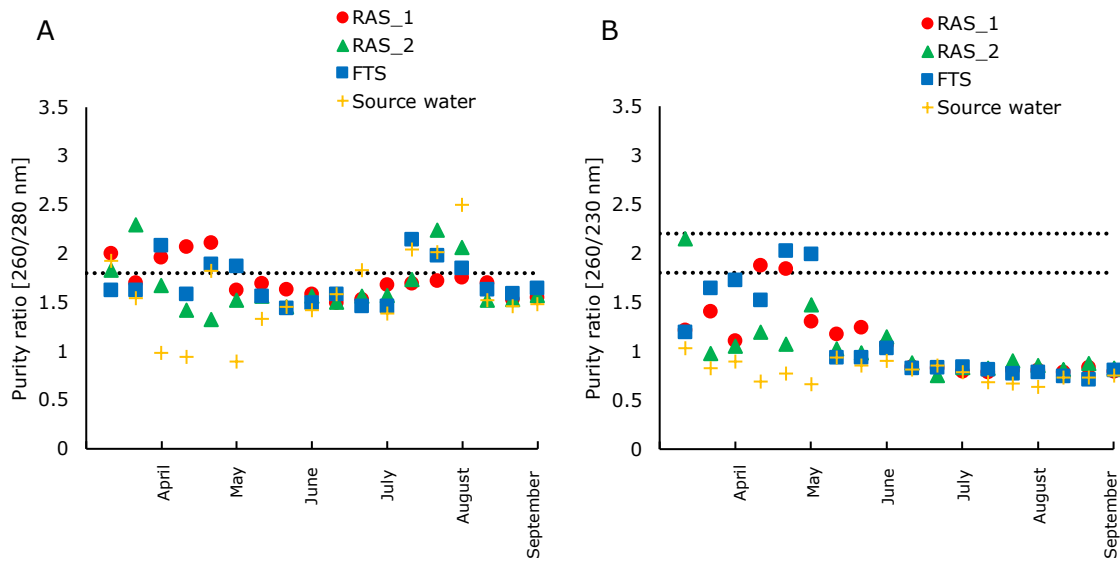 A
RAS_1
RAS_2
FTS
Source water
Purity ratio [260/280 nm]
3.5
3
2.5
2
1.5
1
0.5
0
April
May
June
July
August
September
B
RAS_1
RAS_2
FTS
Source water
Purity ratio [260/230 nm]
3.5
3
2.5
2
1.5
1
0.5
0
April
May
June
July
August
September